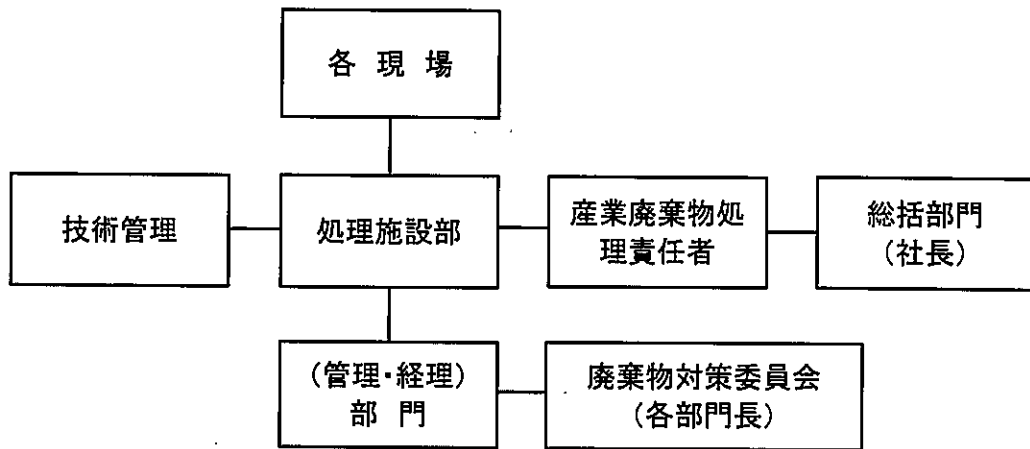 各 現 場
技術管理
処理施設部
産業廃棄物処
理責任者
総括部門
(社長)
(管理・経理)
部 門
廃棄物対策委員会
(各部門長)